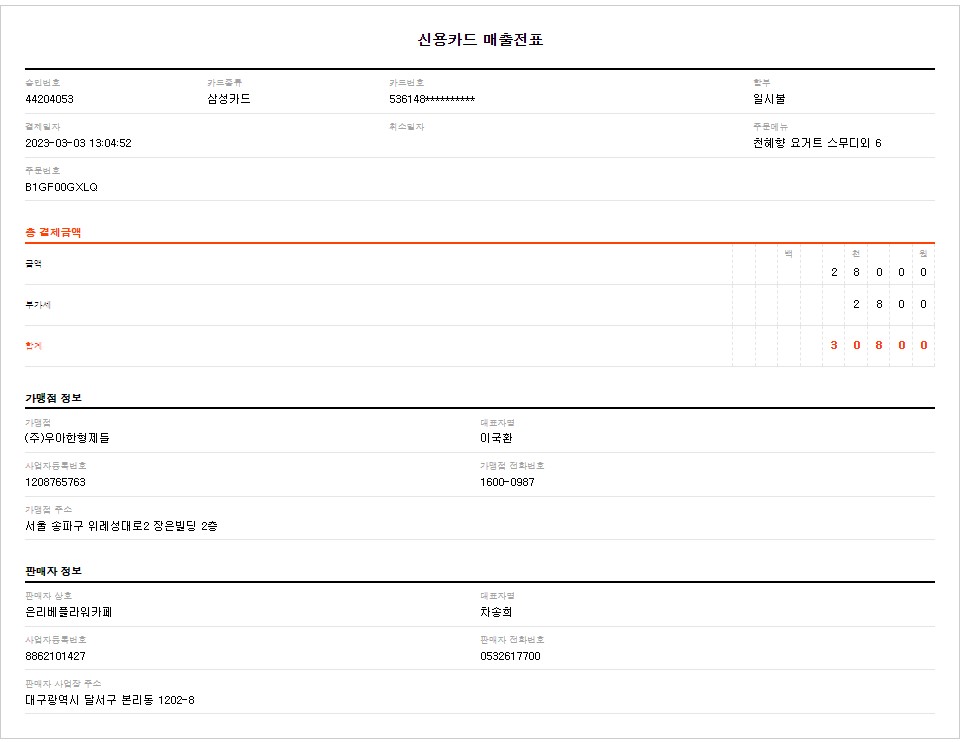 신용카드 매출전표
승인번호 카드종류 카드번호 할부
44204053 삼성카드 536148********** 일시불
결제일자 취소일자 주문메뉴
2023-03-03 13:04:52 천혜향 요거트 스무디외 6
주문번호
B1GF00GXLQ
총 결제금액
백 천 원
금액 2 8 0 0 0
부가세 2 8 0 0
합계 3 0 8 0 0
가맹점 정보
가맹점 대표자명
(주)우아한형제들 이국환
사업자등록번호 가맹점 전화번호
1208765763 1600-0987
가맹점 주소
서울 송파구 위례성대로2 장은빌딩 2층
판매자 정보
판매자 상호 대표자명
은리베플라워카페 차송희
사업자등록번호 판매자 전화번호
8862101427 0532617700
판매자 사업장 주소
대구광역시 달서구 본리동 1202-8